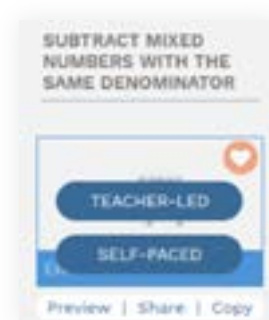 SUBTRACT MIXED
NUMBERS WITH THE
SAME DENOMINATOR
TEACHER-LED
SELF-PACED
Preview | Share | Copy